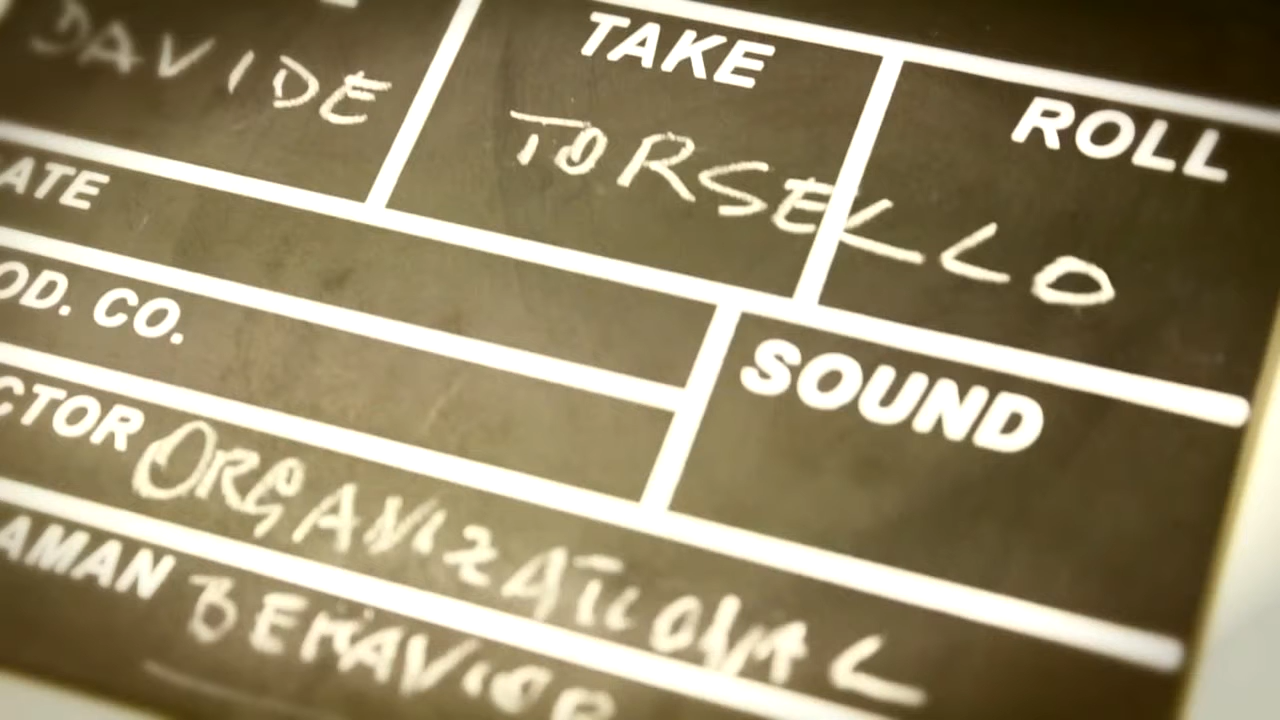 TAKE
ROLL
DAVIDE TORSELLO
ATE
OD. CO.
SOUND
CTOR ORGANIZATIONAL
AMAN BEHAVIOR